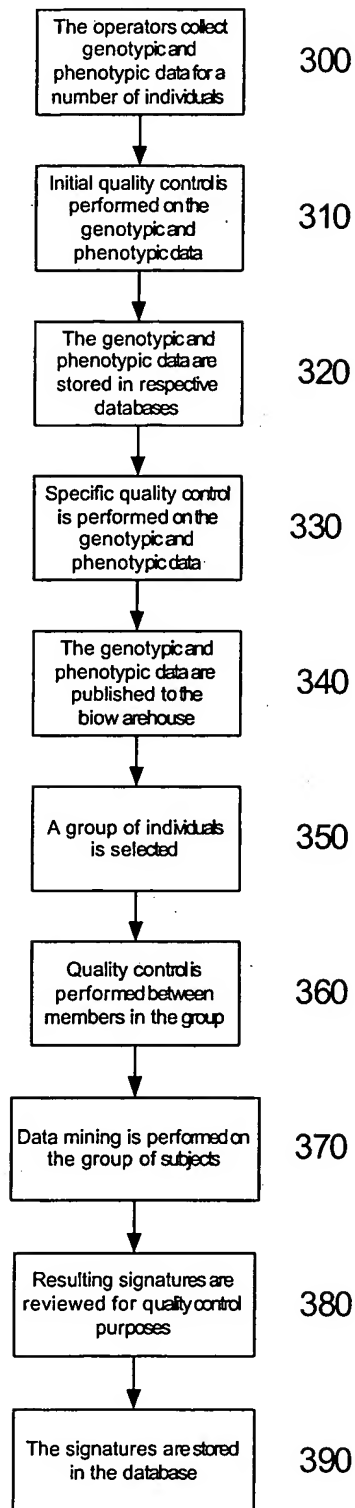 The operators collect
genotypic and
phenotypic data for a
number of individuals
300
Initial quality control is
performed on the
genotypic and
phenotypic data
310
The genotypic and
phenotypic data are
stored in respective
databases
320
Specific quality control
is performed on the
genotypic and
phenotypic data
330
The genotypic and
phenotypic data are
published to the
biow arehouse
340
A group of individuals
is selected
350
Quality control is
performed between
members in the group
360
Data mining is performed on
the group of subjects
370
Resulting signatures are
reviewed for quality control
purposes
380
The signatures are stored
in the database
390